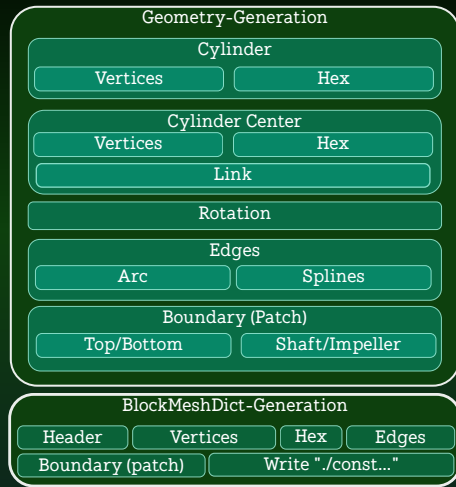 Geometry-Generation
Cylinder
Vertices Hex
Cylinder Center
Vertices Hex
Link
Rotation
Edges
Arc Splines
Boundary (Patch)
Top/Bottom Shaft/Impeller
BlockMeshDict-Generation
Header Vertices Hex Edges
Boundary (patch) Write "./const..."